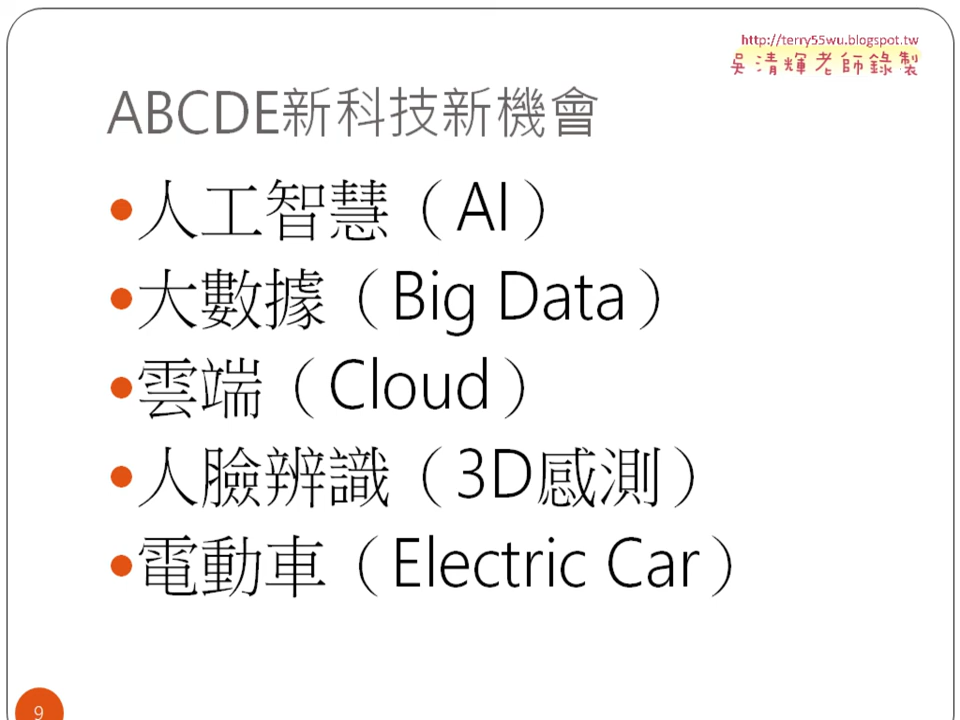 http://terry55wu.blogspot.tw
吳清輝老師錄製
ABCDE新科技新機會
•人工智慧（AI）
•大數據（Big Data）
•雲端（Cloud）
•人臉辨識（3D感測）
•電動車（Electric Car）
9